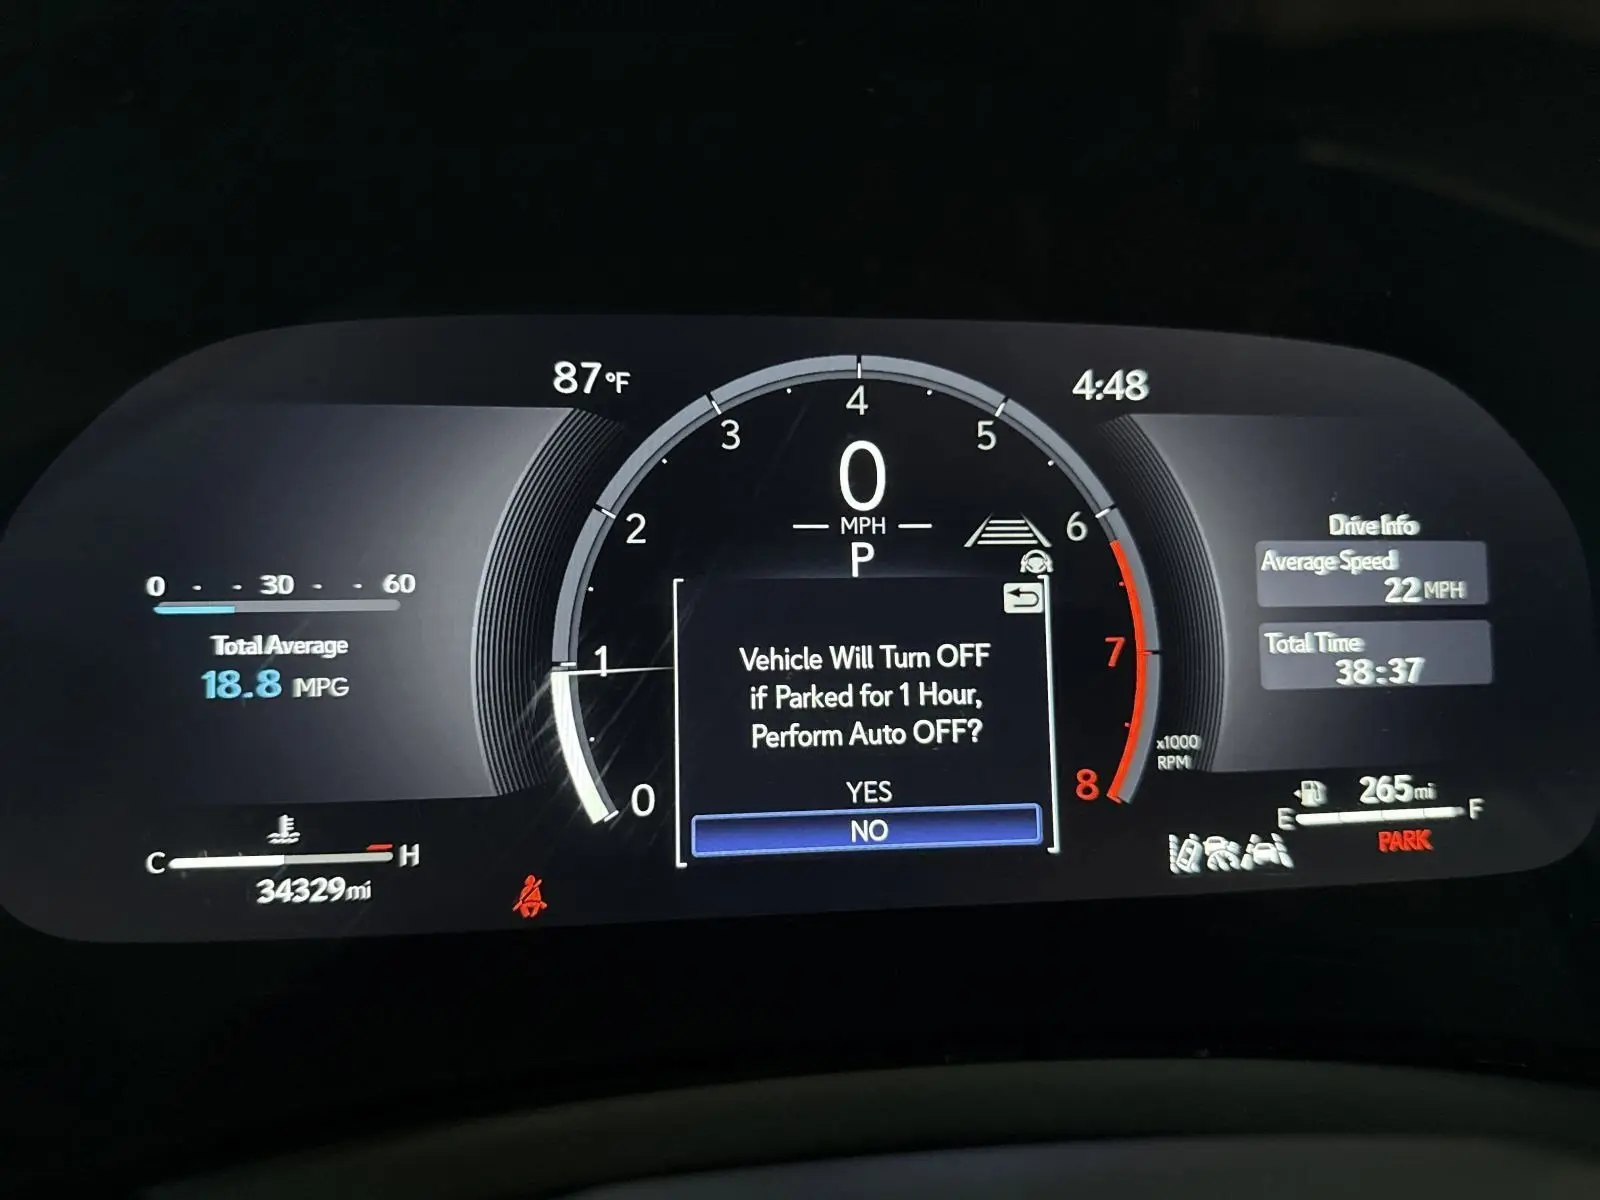 87°F
4:48
4
3
5
0
2
6
MPH
P
0 - - 30 - - 60
Drive Info
Average Speed
22 MPH
Total Average
18.8 MPG
1
7
Total Time
38:37
Vehicle Will Turn OFF
if Parked for 1 Hour,
Perform Auto OFF?
x1000
RPM
YES
0
8
NO
265mi
E
F
PARK
C
H
34329mi